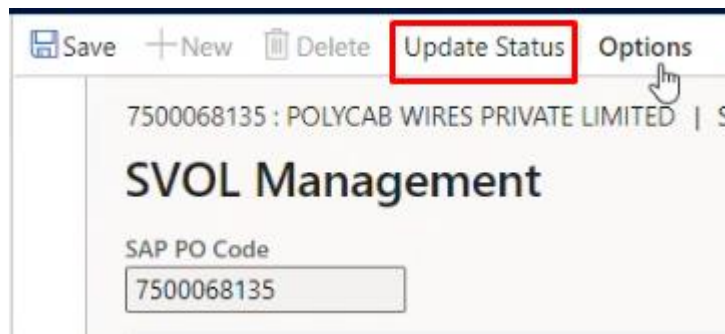 Save New Delete Update Status Options
7500068135 : POLYCAB WIRES PRIVATE LIMITED |
SVOL Management
SAP PO Code
7500068135